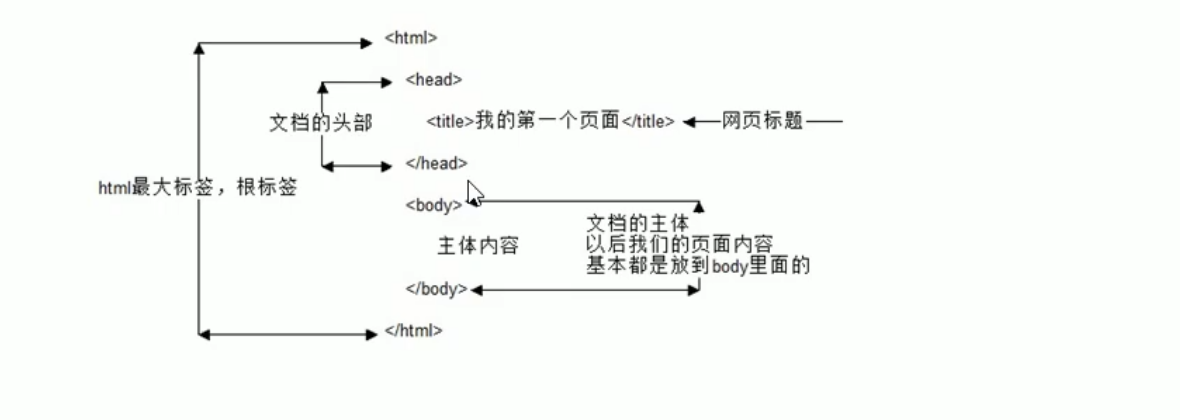 <html>
<head>
文档的头部
<title>我的第一个页面</title>
网页标题
</head>
html最大标签，根标签
<body>
文档的主体
主体内容
以后我们的页面内容
基本都是放到body里面的
</body>
</html>